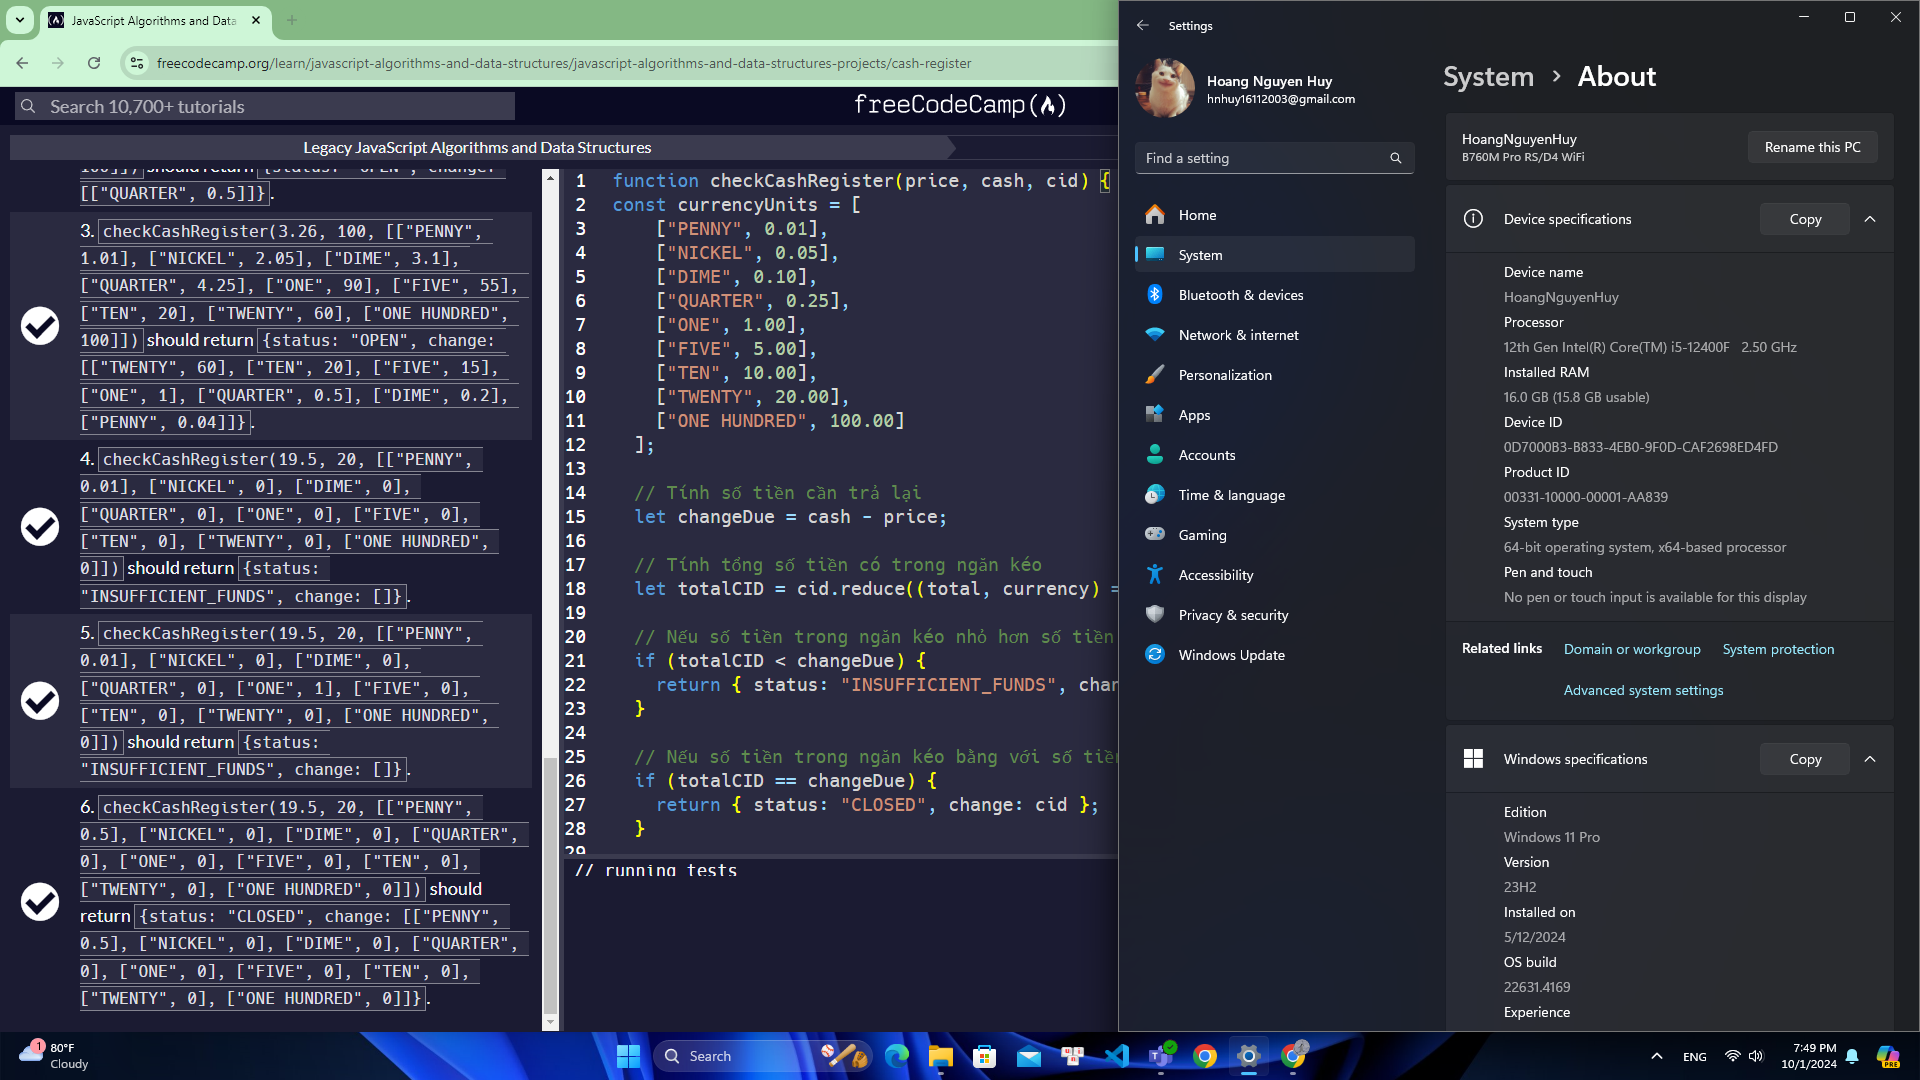 JavaScript Algorithms and Data
freecodecamp.org/learn/javascript-algorithms-and-data-structures/javascript-algorithms-and-data-structures-projects/cash-register
Search 10,700+ tutorials
freeCodeCamp
Legacy JavaScript Algorithms and Data Structures
100]]) should return {status: "OPEN", change:
[["QUARTER", 0.5]]}.
3. checkCashRegister(3.26, 100, [["PENNY",
1.01], ["NICKEL", 2.05], ["DIME", 3.1],
["QUARTER", 4.25], ["ONE", 90], ["FIVE", 55],
["TEN", 20], ["TWENTY", 60], ["ONE HUNDRED",
100]]) should return {status: "OPEN", change:
[["TWENTY", 60], ["TEN", 20], ["FIVE", 15],
["ONE", 1], ["QUARTER", 0.5], ["DIME", 0.2],
["PENNY", 0.04]]}.
4. checkCashRegister(19.5, 20, [["PENNY",
0.01], ["NICKEL", 0], ["DIME", 0],
["QUARTER", 0], ["ONE", 0], ["FIVE", 0],
["TEN", 0], ["TWENTY", 0], ["ONE HUNDRED",
0]]) should return {status:
"INSUFFICIENT_FUNDS", change: []}.
5. checkCashRegister(19.5, 20, [["PENNY",
0.01], ["NICKEL", 0], ["DIME", 0],
["QUARTER", 0], ["ONE", 1], ["FIVE", 0],
["TEN", 0], ["TWENTY", 0], ["ONE HUNDRED",
0]]) should return {status:
"INSUFFICIENT_FUNDS", change: []}.
6. checkCashRegister(19.5, 20, [["PENNY",
0.5], ["NICKEL", 0], ["DIME", 0], ["QUARTER",
0], ["ONE", 0], ["FIVE", 0], ["TEN", 0],
["TWENTY", 0], ["ONE HUNDRED", 0]]) should
return {status: "CLOSED", change: [["PENNY",
0.5], ["NICKEL", 0], ["DIME", 0], ["QUARTER",
0], ["ONE", 0], ["FIVE", 0], ["TEN", 0],
["TWENTY", 0], ["ONE HUNDRED", 0]]}.
1 function checkCashRegister(price, cash, cid) {
2 const currencyUnits = [
3 ["PENNY", 0.01],
4 ["NICKEL", 0.05],
5 ["DIME", 0.10],
6 ["QUARTER", 0.25],
7 ["ONE", 1.00],
8 ["FIVE", 5.00],
9 ["TEN", 10.00],
10 ["TWENTY", 20.00],
11 ["ONE HUNDRED", 100.00]
12 ];
13
14 // Tính số tiền cần trả lại
15 let changeDue = cash - price;
16
17 // Tính tổng số tiền có trong ngăn kéo
18 let totalCID = cid.reduce((total, currency) =
19
20 // Nếu số tiền trong ngăn kéo nhỏ hơn số tiền
21 if (totalCID < changeDue) {
22 return { status: "INSUFFICIENT_FUNDS", chan
23 }
24
25 // Nếu số tiền trong ngăn kéo bằng với số tiền
26 if (totalCID == changeDue) {
27 return { status: "CLOSED", change: cid };
28 }
29
// running tests
Settings
Hoang Nguyen Huy
hnhuy16112003@gmail.com
Find a setting
Home
System
Bluetooth & devices
Network & internet
Personalization
Apps
Accounts
Time & language
Gaming
Accessibility
Privacy & security
Windows Update
System > About
HoangNguyenHuy
B760M Pro RS/D4 WiFi
Rename this PC
Device specifications
Copy
Device name
HoangNguyenHuy
Processor
12th Gen Intel(R) Core(TM) i5-12400F 2.50 GHz
Installed RAM
16.0 GB (15.8 GB usable)
Device ID
0D7000B3-B833-4EB0-9F0D-CAF2698ED4FD
Product ID
00331-10000-00001-AA839
System type
64-bit operating system, x64-based processor
Pen and touch
No pen or touch input is available for this display
Related links Domain or workgroup System protection
Advanced system settings
Windows specifications
Copy
Edition
Windows 11 Pro
Version
23H2
Installed on
5/12/2024
OS build
22631.4169
Experience
1
80°F
Cloudy
Search
ENG
7:49 PM
10/1/2024
PRE